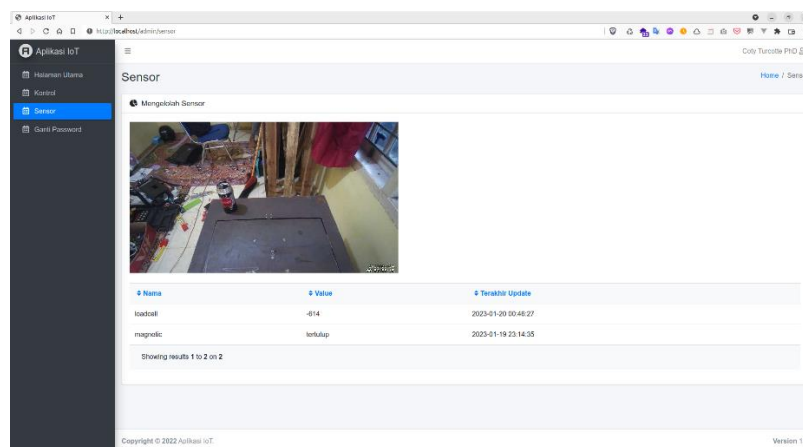 Aplikasi IoT
localhost/admin/sensor
Aplikasi IoT
Coty Turcotte PhD
Halaman Utama
Kontrol
Sensor
Ganti Password
Sensor
Home / Sens
Mengelolah Sensor
Nama Value Terakhir Update
loadcell -614 2023-01-20 00:48:27
magnetic tertutup 2023-01-19 23:14:35
Showing results 1 to 2 on 2
Copyright © 2022 Aplikasi IoT.
Version 1